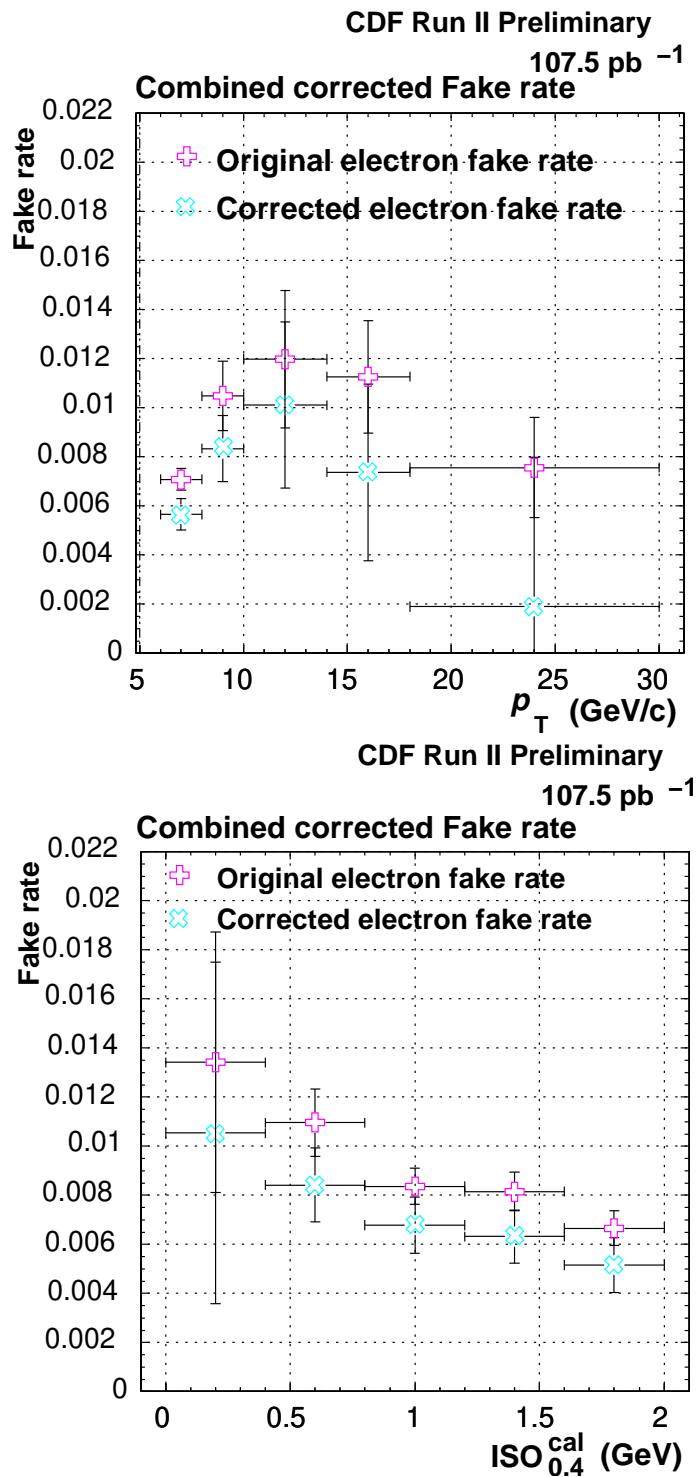 CDF Run II Preliminary
107.5 pb −1
Combined corrected Fake rate
Fake rate
0.022
0.02
0.018
0.016
0.014
0.012
0.01
0.008
0.006
0.004
0.002
0
Original electron fake rate
Corrected electron fake rate
5 10 15 20 25 30
p T (GeV/c)
CDF Run II Preliminary
107.5 pb −1
Combined corrected Fake rate
Fake rate
0.022
0.02
0.018
0.016
0.014
0.012
0.01
0.008
0.006
0.004
0.002
0
Original electron fake rate
Corrected electron fake rate
0 0.5 1 1.5 2
ISO cal 0.4 (GeV)